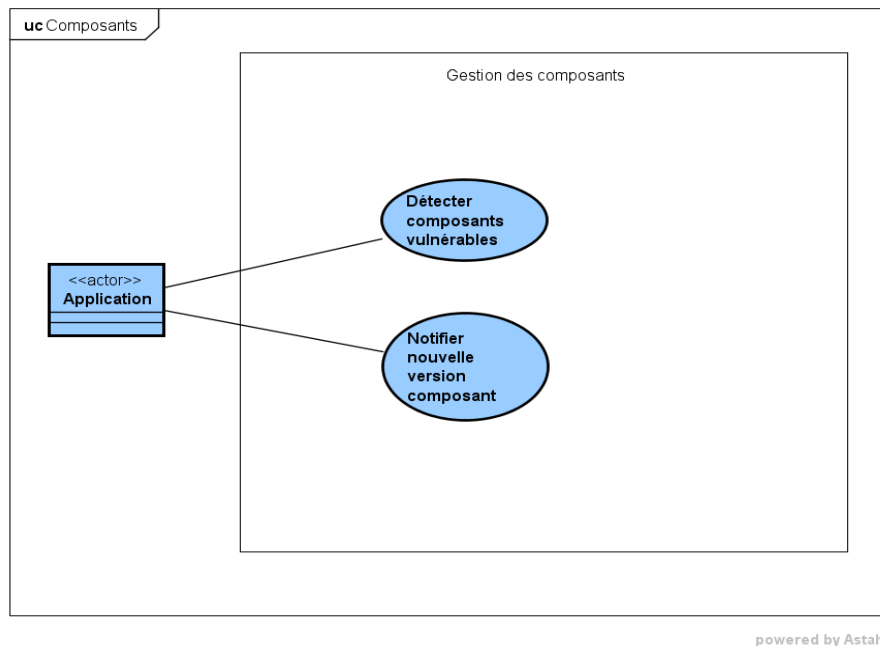 uc Composants
Gestion des composants
Détecter
composants
vulnérables
<<actor>>
Application
Notifier
nouvelle
version
composant
powered by Astah